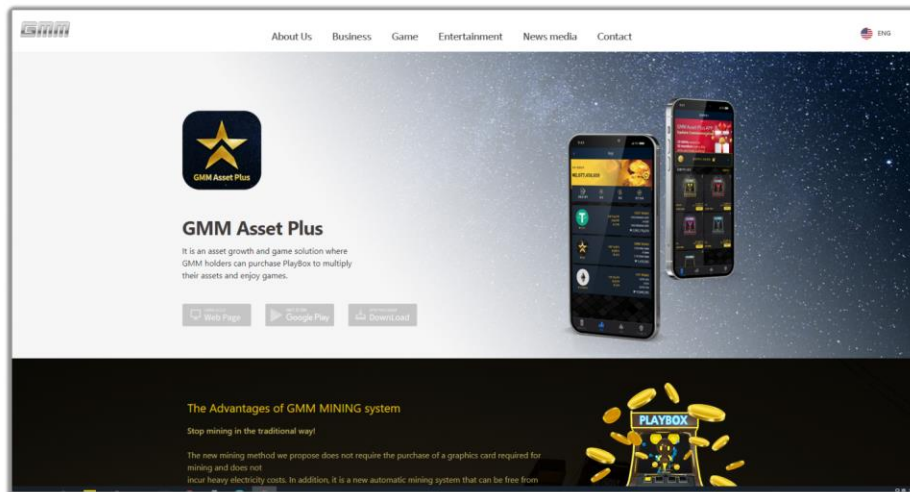 GMM
About Us Business Game Entertainment News media Contact ENG
GMM Asset Plus
GMM Asset Plus
It is an asset growth and game solution where
GMM holders can purchase PlayBox to multiply
their assets and enjoy games.
Web Page Google Play DownLoad
The Advantages of GMM MINING system
PLAYBOX
Stop mining in the traditional way!
The new mining method we propose does not require the purchase of a graphics card required for
mining and does not
incur heavy electricity costs. In addition, it is a new automatic mining system that can be free from